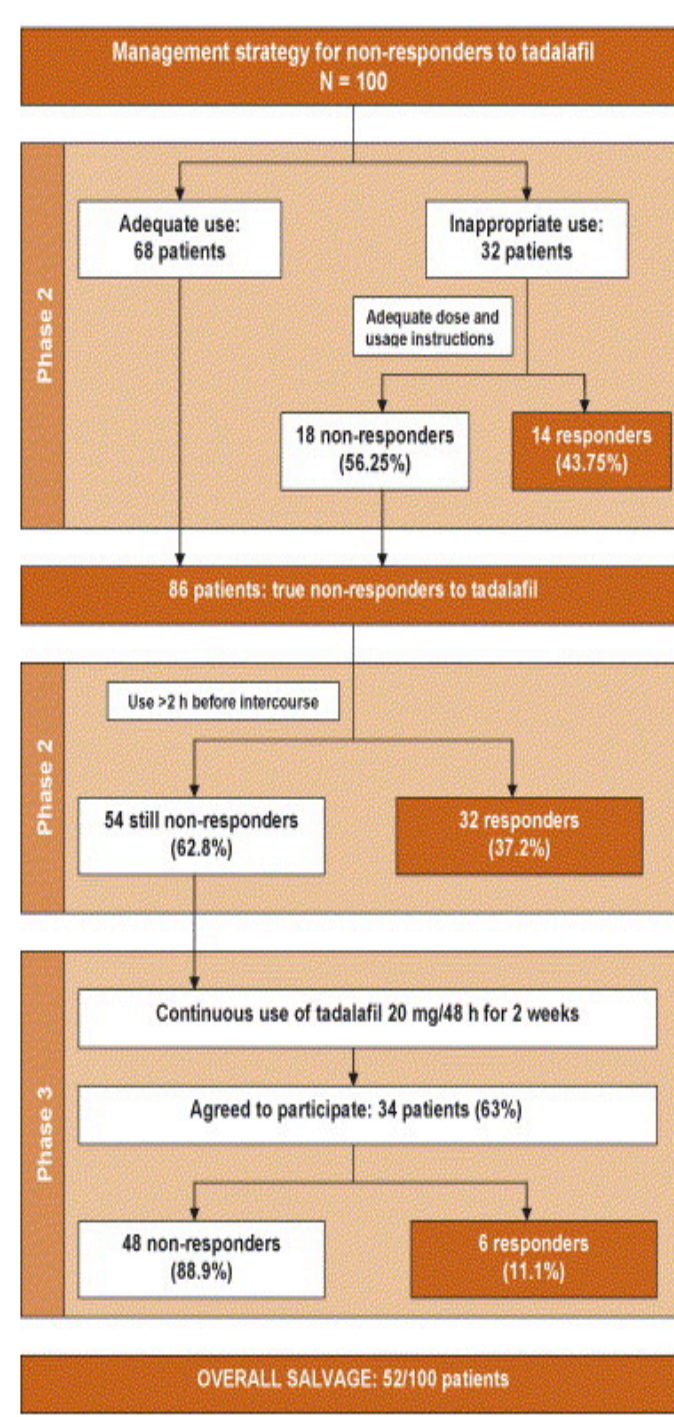 Management strategy for non-responders to tadalafil
N = 100
Phase 2
Adequate use:
68 patients
Inappropriate use:
32 patients
Adequate dose and
usage instructions
18 non-responders
(56.25%)
14 responders
(43.75%)
86 patients: true non-responders to tadalafil
Phase 2
Use >2 h before intercourse
54 still non-responders
(62.8%)
32 responders
(37.2%)
Phase 3
Continuous use of tadalafil 20 mg/48 h for 2 weeks
Agreed to participate: 34 patients (63%)
48 non-responders
(88.9%)
6 responders
(11.1%)
OVERALL SALVAGE: 52/100 patients